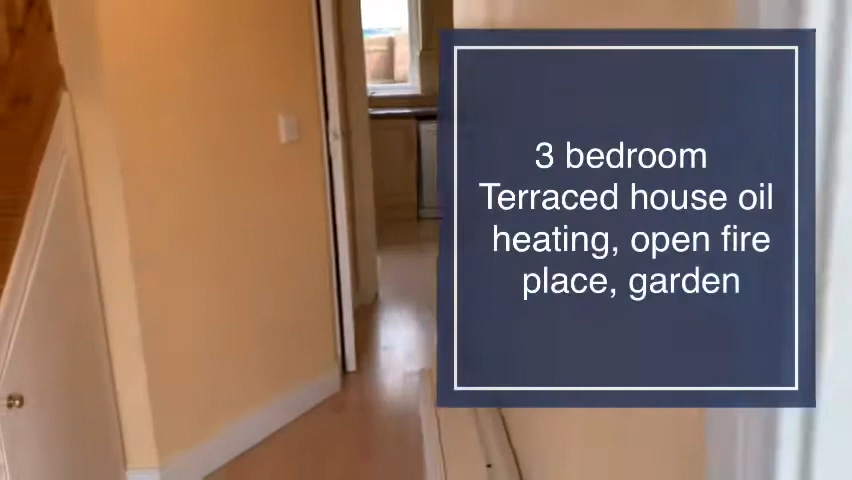 3 bedroom
Terraced house oil
heating, open fire
place, garden